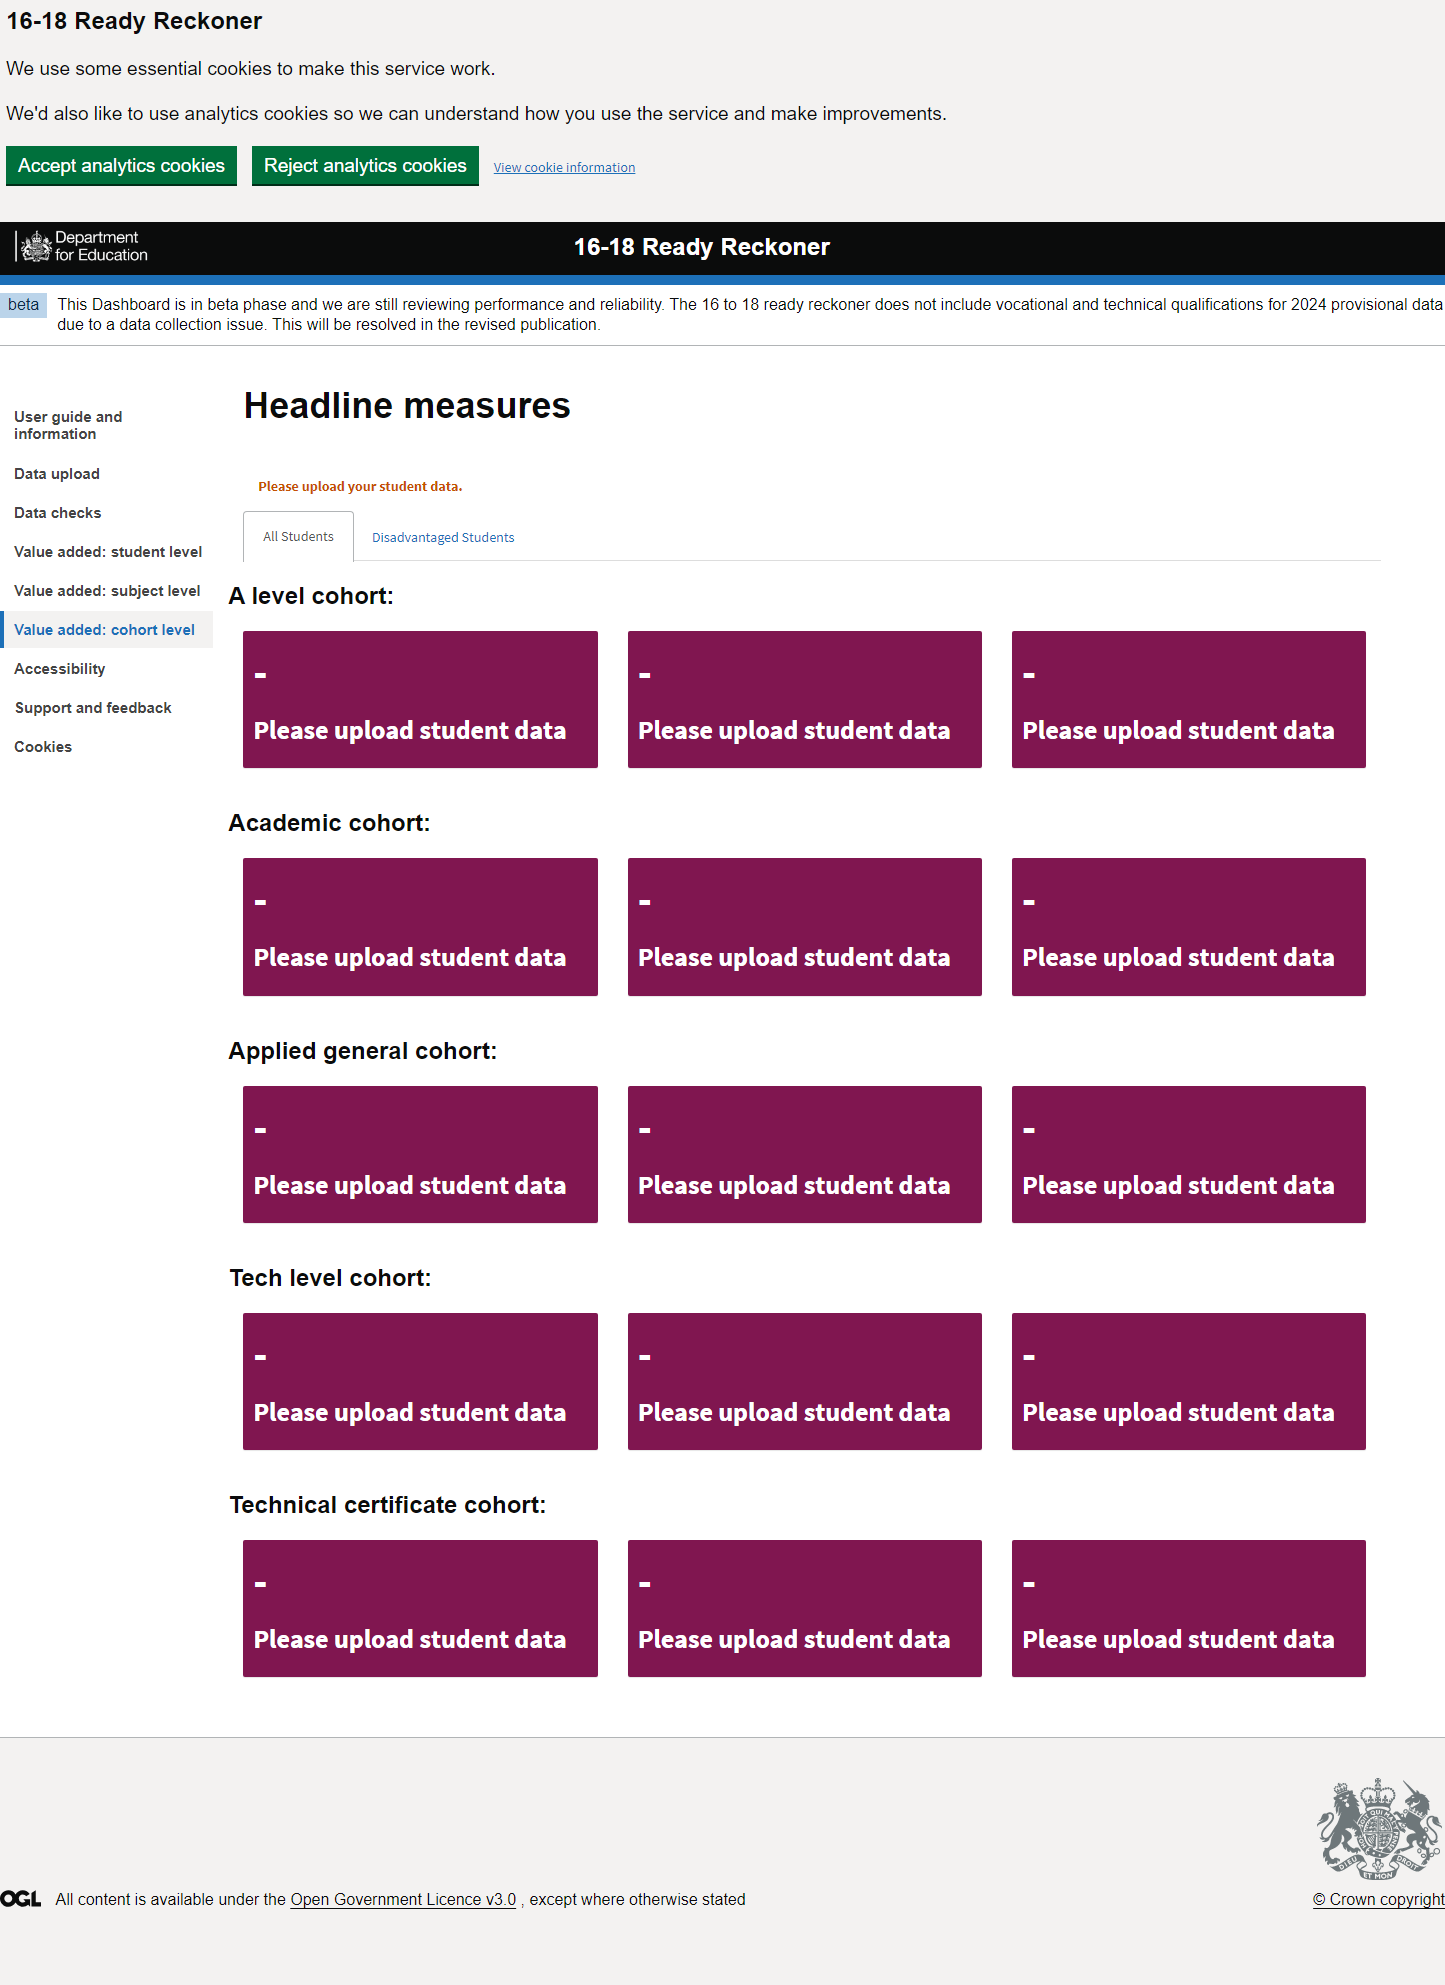 16-18 Ready Reckoner
We use some essential cookies to make this service work.
We'd also like to use analytics cookies so we can understand how you use the service and make improvements.
Accept analytics cookies Reject analytics cookies View cookie information
Department
for Education
16-18 Ready Reckoner
beta This Dashboard is in beta phase and we are still reviewing performance and reliability. The 16 to 18 ready reckoner does not include vocational and technical qualifications for 2024 provisional data
due to a data collection issue. This will be resolved in the revised publication.
User guide and
information
Data upload
Data checks
Value added: student level
Value added: subject level
Value added: cohort level
Accessibility
Support and feedback
Cookies
Headline measures
Please upload your student data.
All Students Disadvantaged Students
A level cohort:
- - -
Please upload student data Please upload student data Please upload student data
Academic cohort:
- - -
Please upload student data Please upload student data Please upload student data
Applied general cohort:
- - -
Please upload student data Please upload student data Please upload student data
Tech level cohort:
- - -
Please upload student data Please upload student data Please upload student data
Technical certificate cohort:
- - -
Please upload student data Please upload student data Please upload student data
DIEU ET MON DROIT
OGL All content is available under the Open Government Licence v3.0 , except where otherwise stated
© Crown copyright